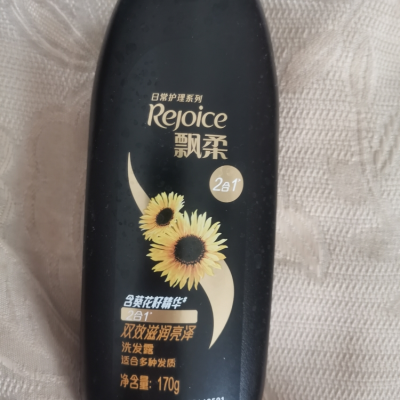 日常护理系列
Rejoice
飘柔
2合1
含葵花籽精华
2合1
双效滋润亮泽
洗发露
适合多种发质
净含量: 170g